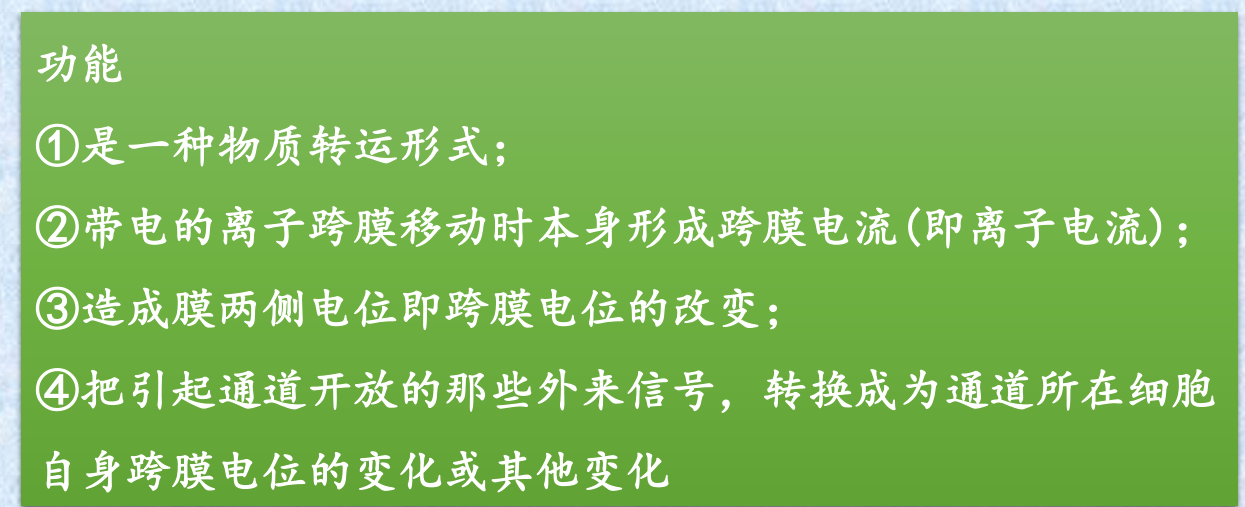 功能
①是一种物质转运形式；
②带电的离子跨膜移动时本身形成跨膜电流(即离子电流)；
③造成膜两侧电位即跨膜电位的改变；
④把引起通道开放的那些外来信号，转换成为通道所在细胞
自身跨膜电位的变化或其他变化